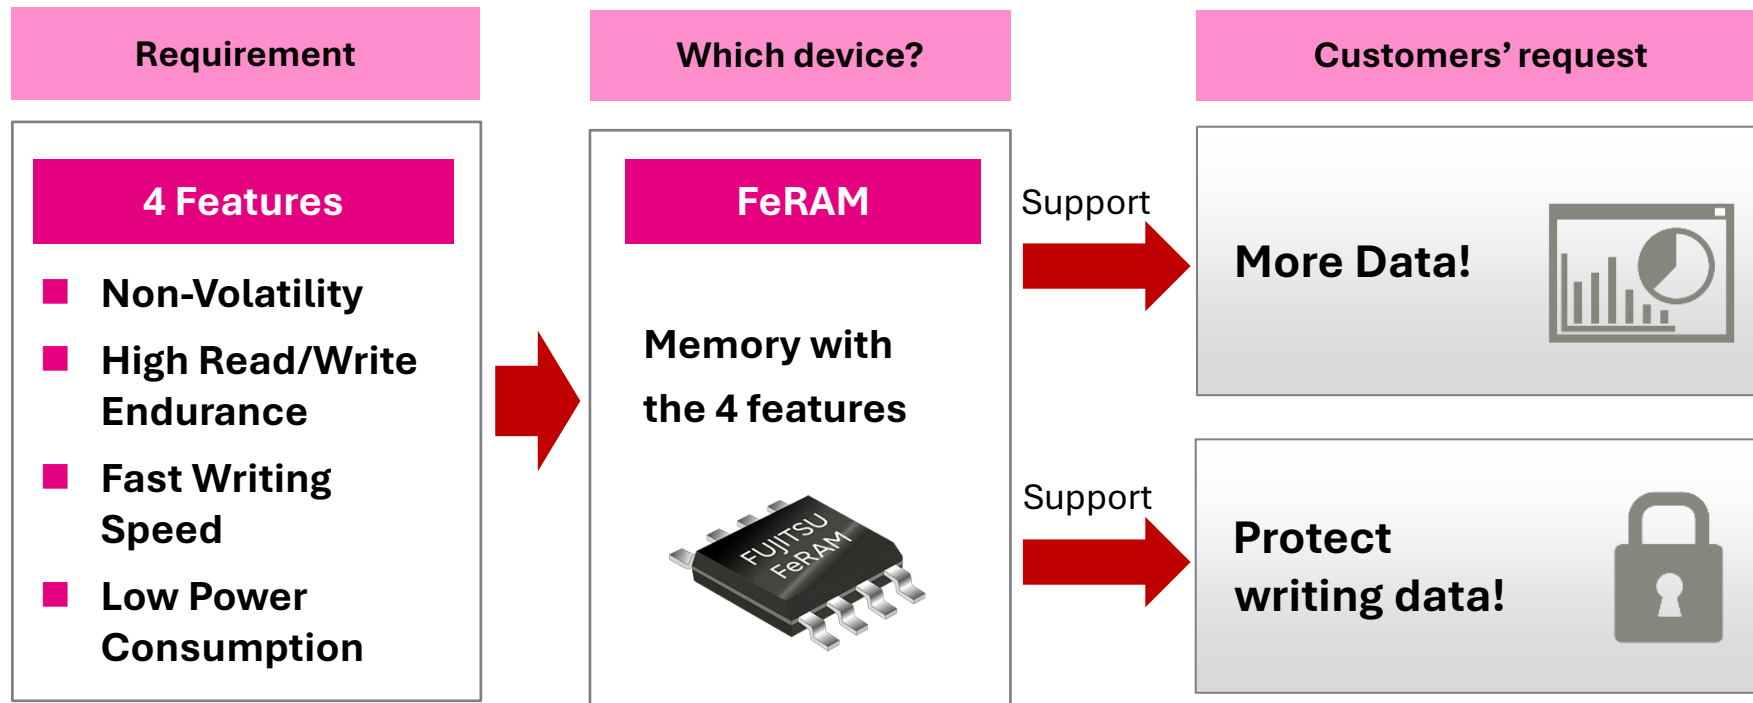 Requirement
Which device?
Customers’ request
4 Features
Non-Volatility
High Read/Write
Endurance
Fast Writing
Speed
Low Power
Consumption
FeRAM
Memory with
the 4 features
FUJITSU
FeRAM
Support
More Data!
Support
Protect
writing data!